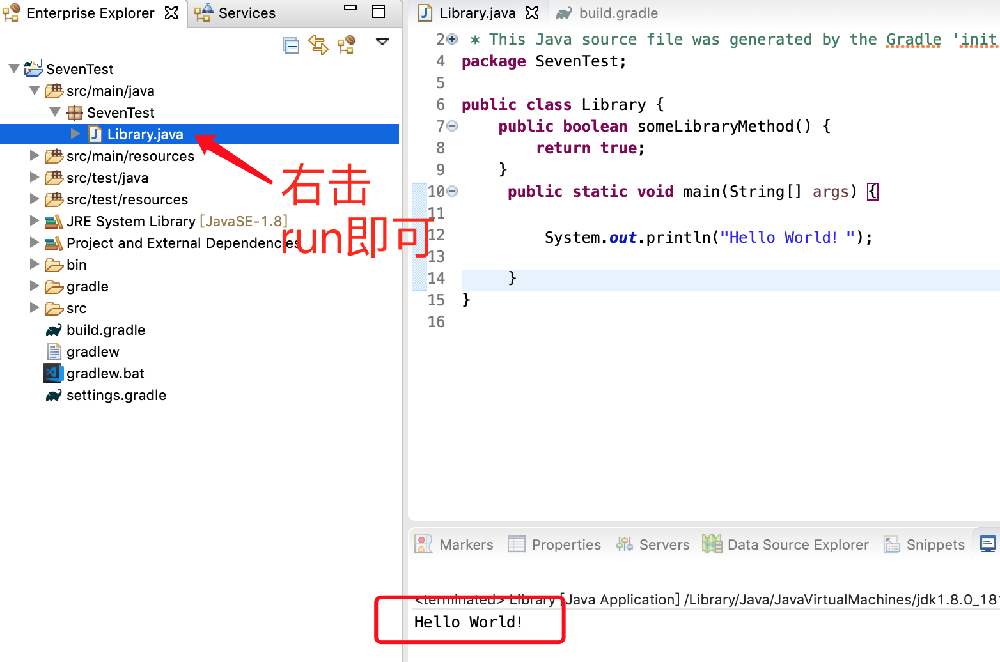 Enterprise Explorer
Services
SevenTest
src/main/java
SevenTest
Library.java
src/main/resources
src/test/java
src/test/resources
JRE System Library [JavaSE-1.8]
Project and External Dependencies
bin
gradle
src
build.gradle
gradlew
gradlew.bat
settings.gradle
右击
run即可
Library.java
build.gradle
2 * This Java source file was generated by the Gradle 'init
4 package SevenTest;
5
6 public class Library {
7 public boolean someLibraryMethod() {
8 return true;
9 }
10 public static void main(String[] args) {
11
12 System.out.println("Hello World! ");
13
14 }
15 }
16
Markers
Properties
Servers
Data Source Explorer
Snippets
<terminated> Library [Java Application] /Library/Java/JavaVirtualMachines/jdk1.8.0_181
Hello World!